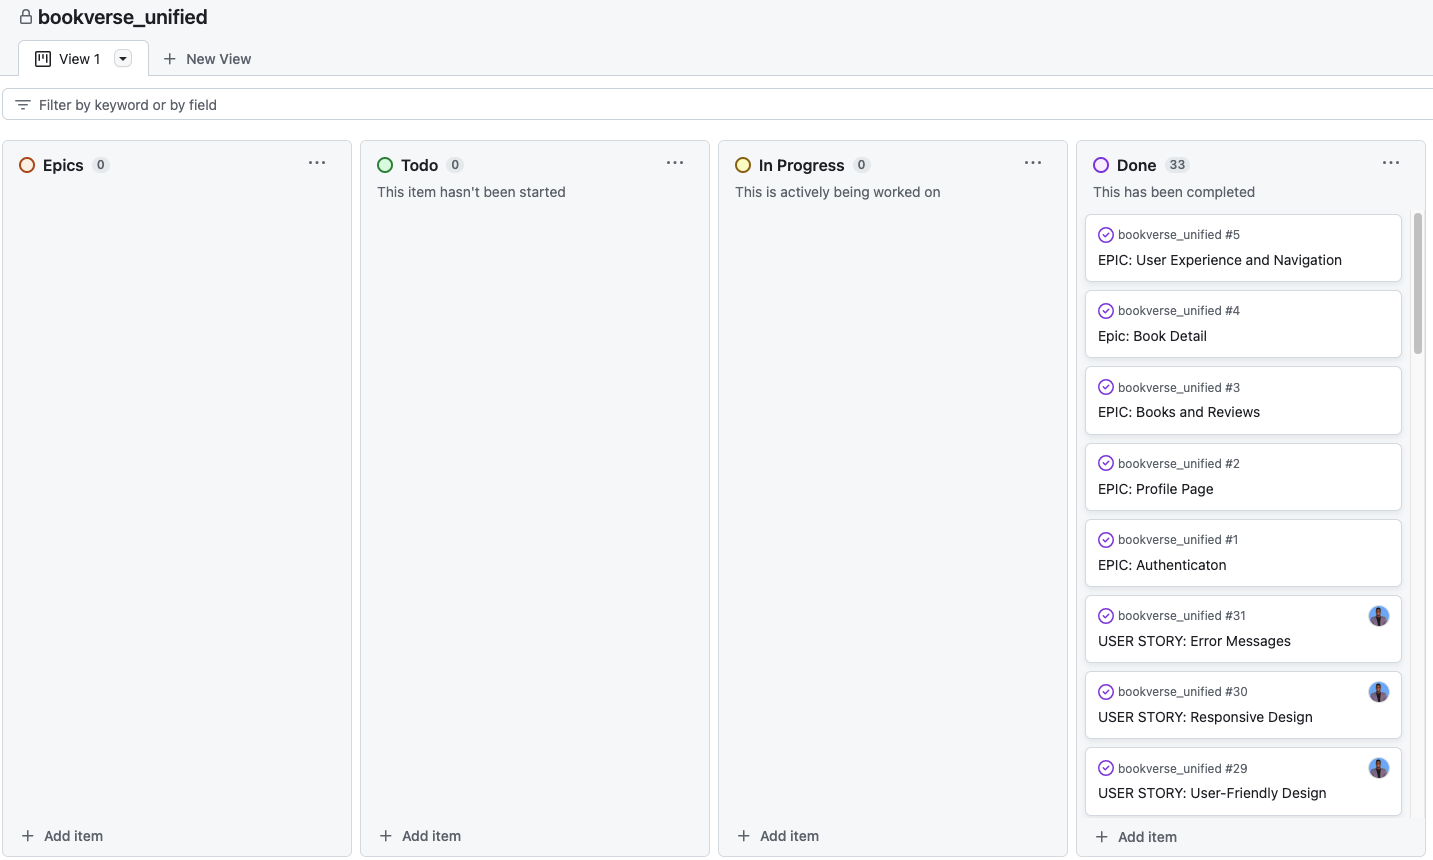 bookverse_unified
View 1
New View
Filter by keyword or by field
Epics 0
Add item
Todo 0
This item hasn't been started
Add item
In Progress 0
This is actively being worked on
Add item
Done 33
This has been completed
bookverse_unified #5
EPIC: User Experience and Navigation
bookverse_unified #4
Epic: Book Detail
bookverse_unified #3
EPIC: Books and Reviews
bookverse_unified #2
EPIC: Profile Page
bookverse_unified #1
EPIC: Authenticaton
bookverse_unified #31
USER STORY: Error Messages
bookverse_unified #30
USER STORY: Responsive Design
bookverse_unified #29
USER STORY: User-Friendly Design
Add item